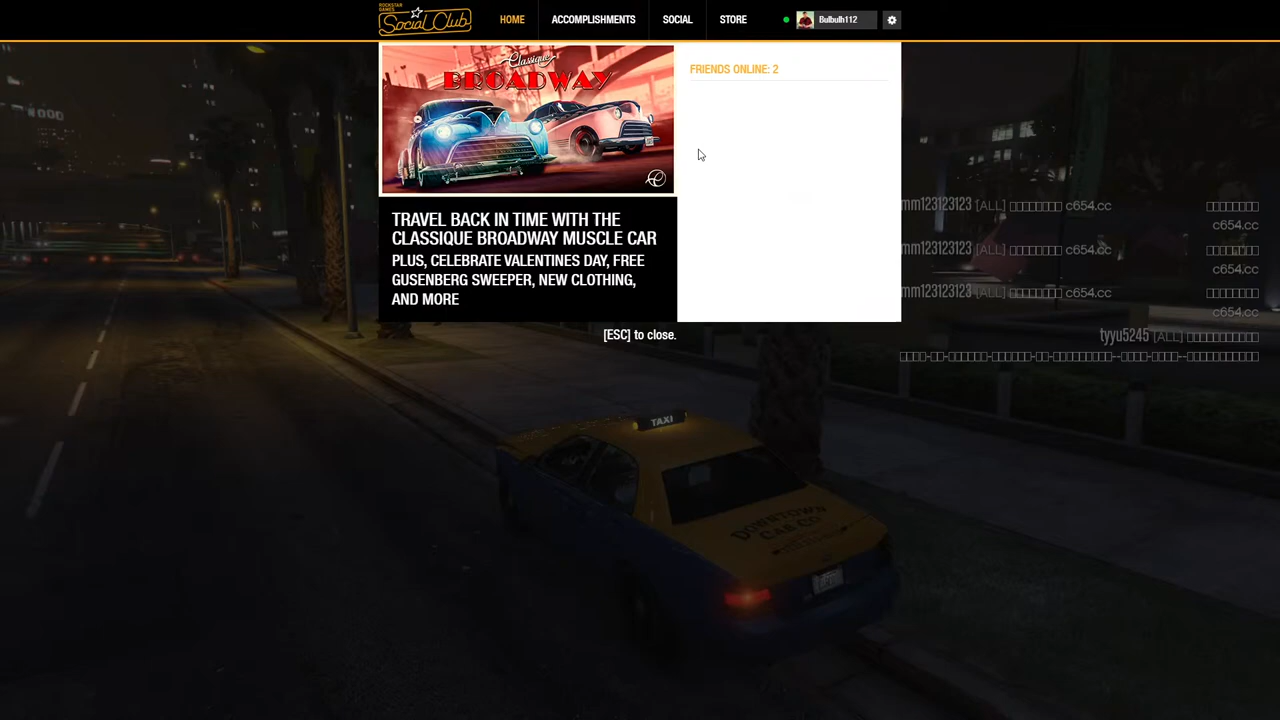 ROCKSTAR
GAMES
Social Club
HOME
ACCOMPLISHMENTS
SOCIAL
STORE
Bulbulh112
Classique
BROADWAY
FRIENDS ONLINE: 2
TRAVEL BACK IN TIME WITH THE
CLASSIQUE BROADWAY MUSCLE CAR
PLUS, CELEBRATE VALENTINES DAY, FREE
GUSENBERG SWEEPER, NEW CLOTHING,
AND MORE
[ESC] to close.
mm123123123 [ALL] c654.cc
c654.cc
mm123123123 [ALL] c654.cc
c654.cc
mm123123123 [ALL] c654.cc
c654.cc
tyyu5245 [ALL]
TAXI
DOWNTOWN
CAB CO